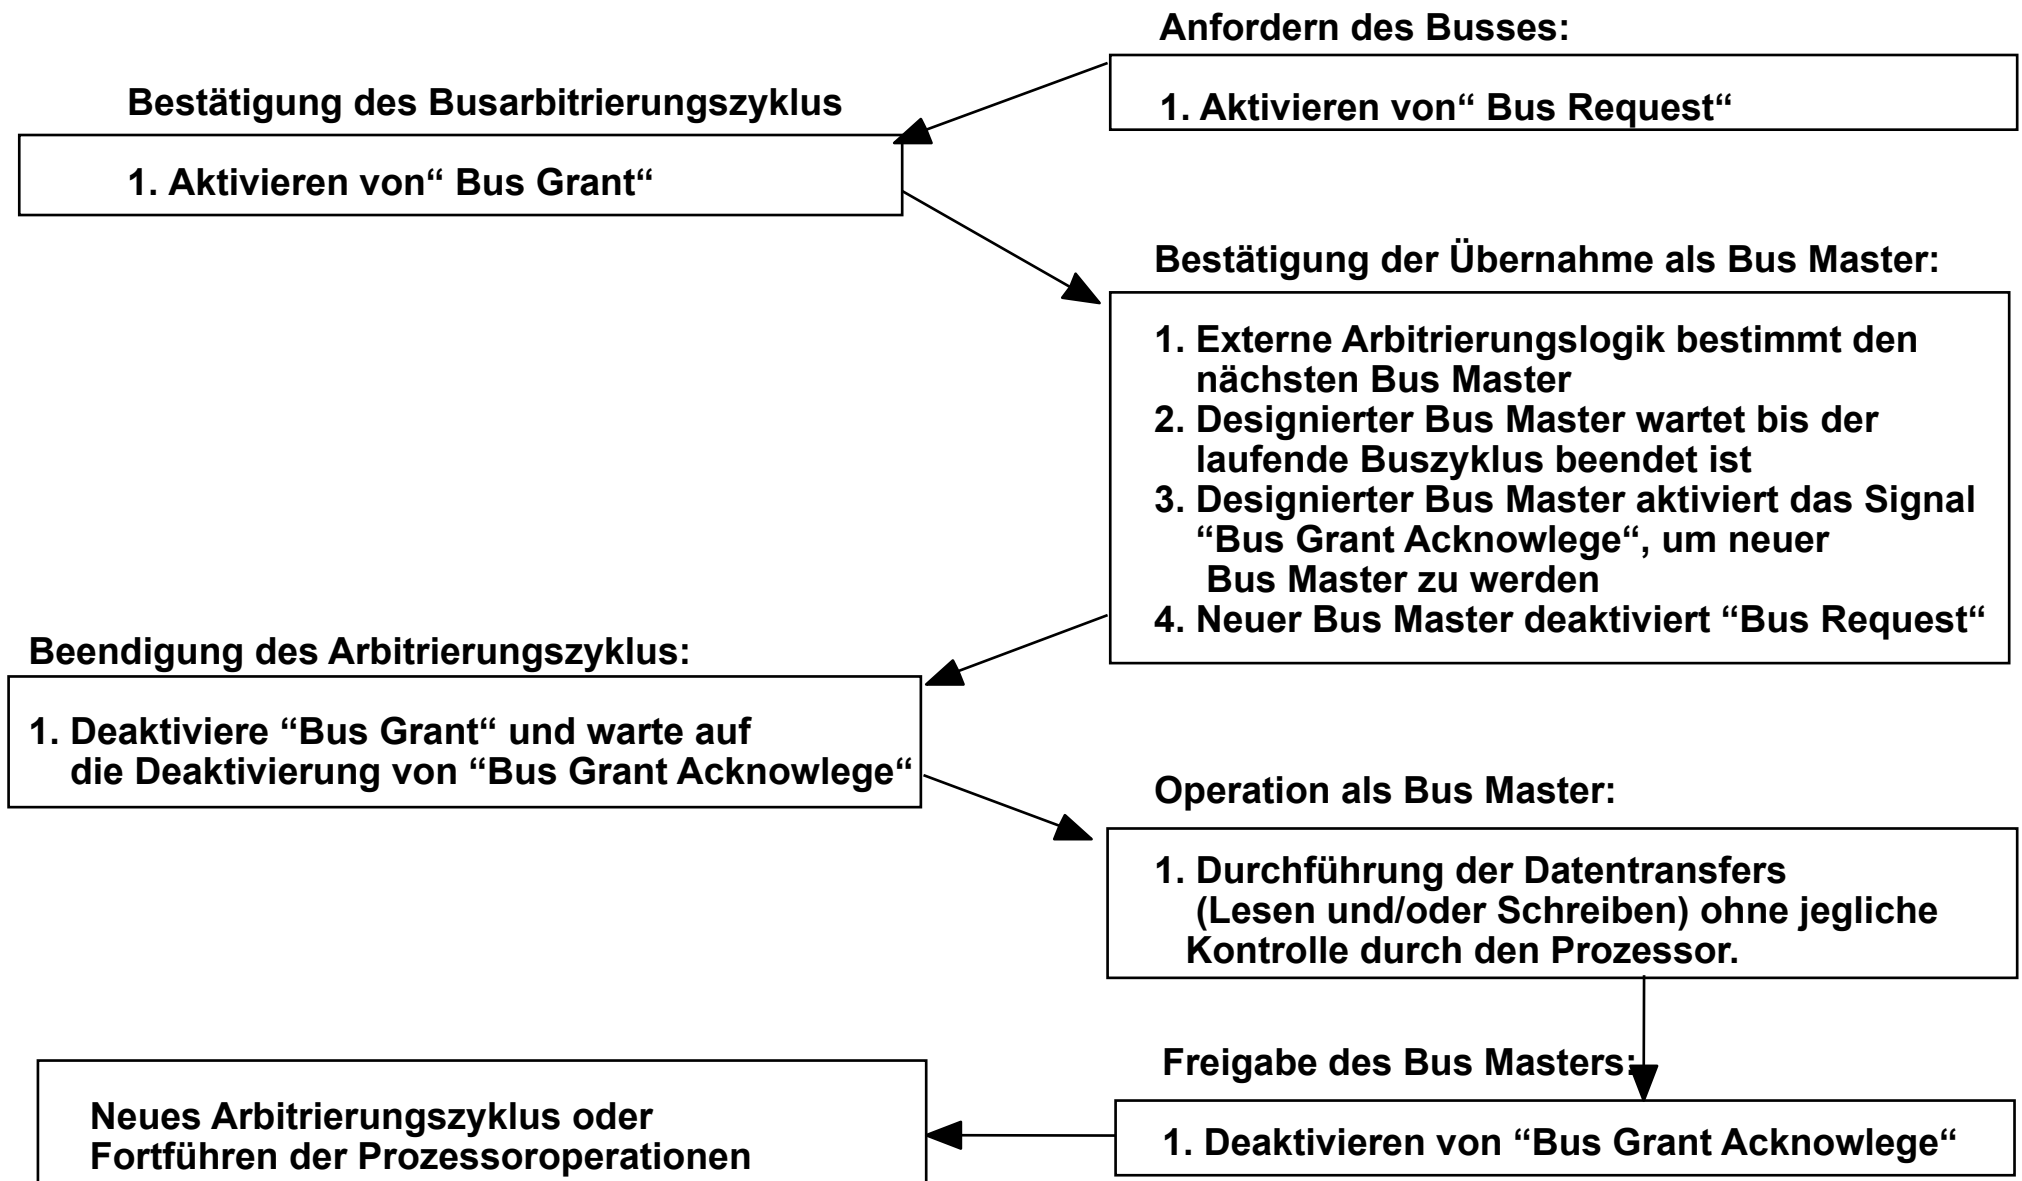 Anfordern des Busses:
1. Aktivieren von“ Bus Request“
Bestätigung des Busarbitrierungszyklus
1. Aktivieren von“ Bus Grant“
Bestätigung der Übernahme als Bus Master:
1. Externe Arbitrierungslogik bestimmt den
nächsten Bus Master
2. Designierter Bus Master wartet bis der
laufende Buszyklus beendet ist
3. Designierter Bus Master aktiviert das Signal
“Bus Grant Acknowlege“, um neuer
Bus Master zu werden
4. Neuer Bus Master deaktiviert “Bus Request“
Beendigung des Arbitrierungszyklus:
1. Deaktiviere “Bus Grant“ und warte auf
die Deaktivierung von “Bus Grant Acknowlege“
Operation als Bus Master:
1. Durchführung der Datentransfers
(Lesen und/oder Schreiben) ohne jegliche
Kontrolle durch den Prozessor.
Freigabe des Bus Masters:
1. Deaktivieren von “Bus Grant Acknowlege“
Neues Arbitrierungszyklus oder
Fortführen der Prozessoroperationen